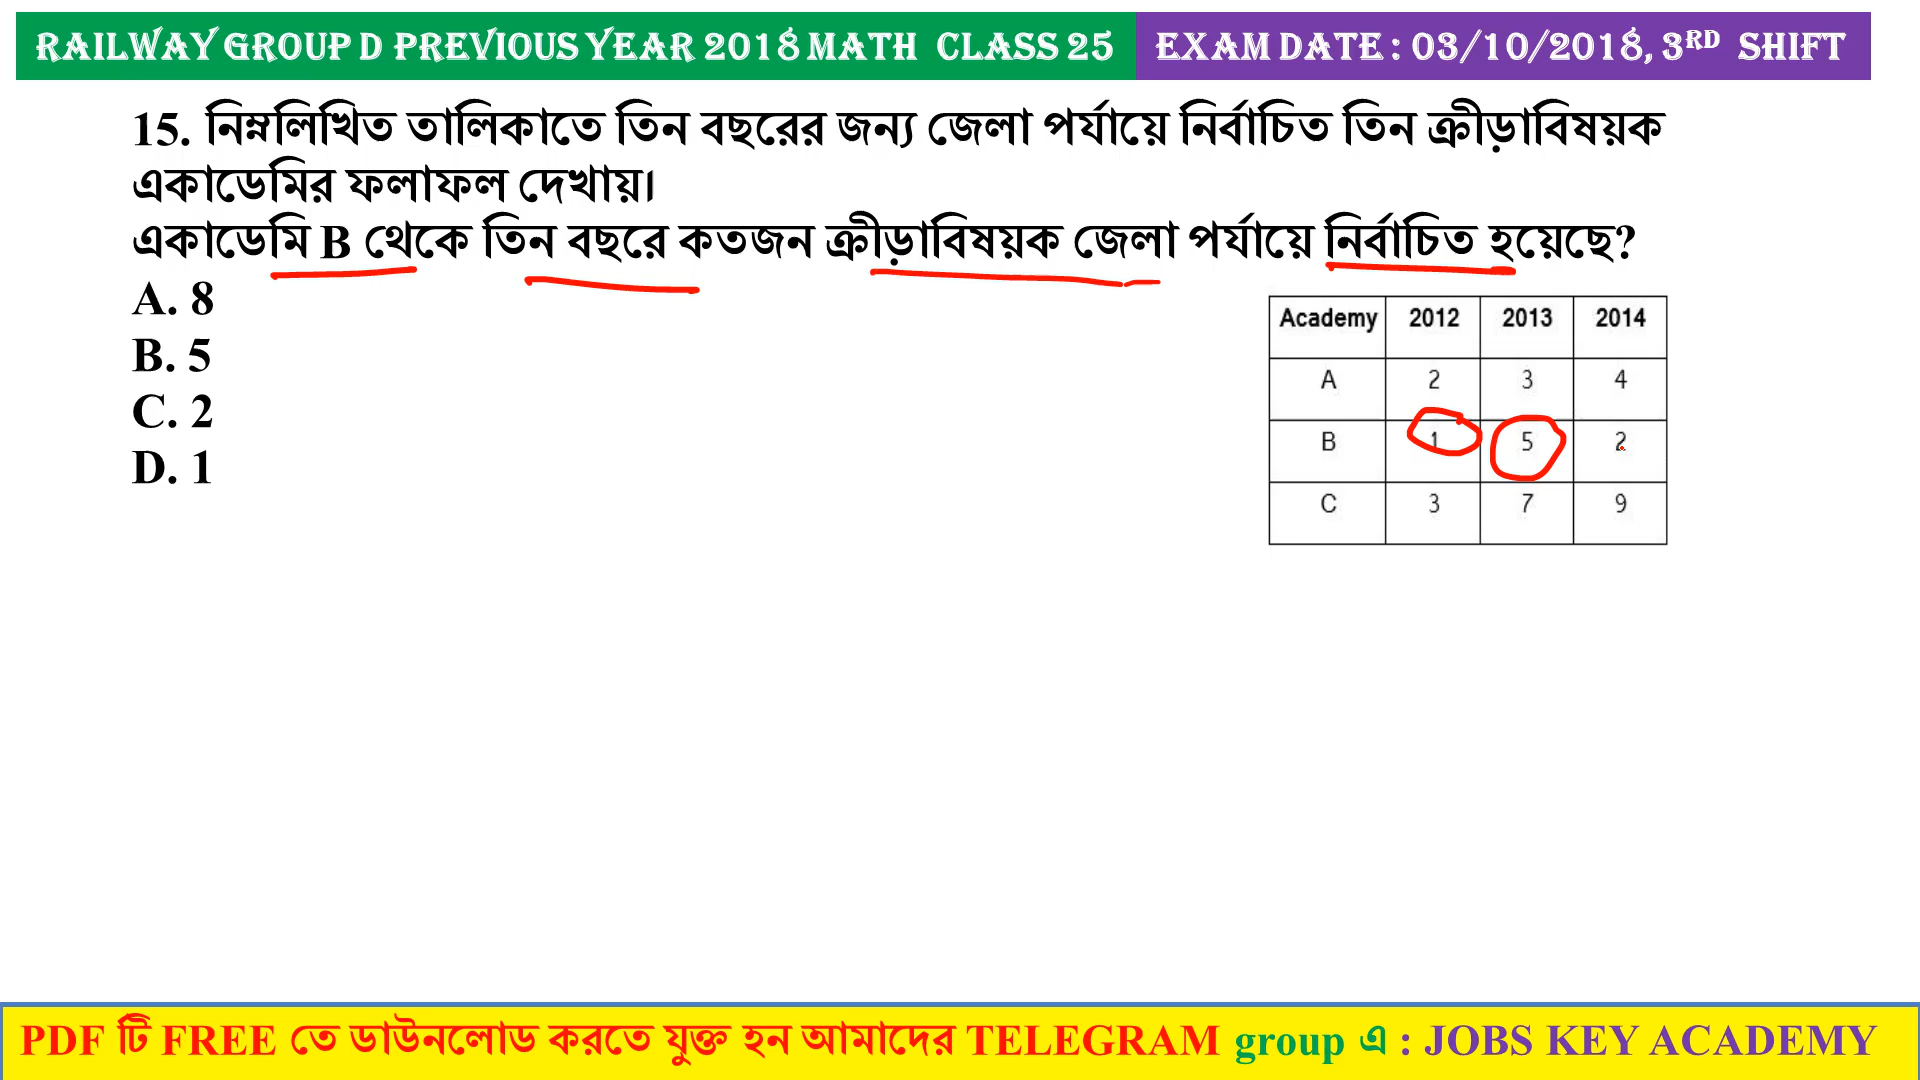 RAILWAY GROUP D PREVIOUS YEAR 2018 MATH CLASS 25 EXAM DATE : 03/10/2018, 3RD SHIFT
15. নিম্নলিখিত তালিকাতে তিন বছরের জন্য জেলা পর্যায়ে নির্বাচিত তিন ক্রীড়াবিষয়ক
একাডেমির ফলাফল দেখায়।
একাডেমি B থেকে তিন বছরে কতজন ক্রীড়াবিষয়ক জেলা পর্যায়ে নির্বাচিত হয়েছে?
A. 8
B. 5
C. 2
D. 1
Academy 2012 2013 2014
A 2 3 4
B 1 5 2
C 3 7 9
PDF টি FREE তে ডাউনলোড করতে যুক্ত হন আমাদের TELEGRAM group এ : JOBS KEY ACADEMY